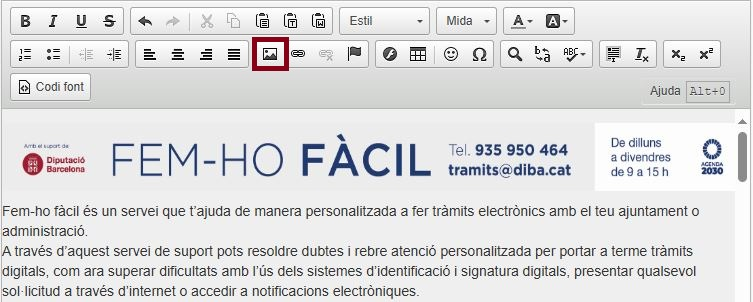 B I U S
Estil Mida A A
ABC x₂ x²
Codi font
Ajuda Alt+0
Amb el suport de:
Diputació
Barcelona
FEM-HO FÀCIL
Tel. 935 950 464
tramits@diba.cat
De dilluns
a divendres
de 9 a 15 h
AGENDA
2030
Fem-ho fàcil és un servei que t’ajuda de manera personalitzada a fer tràmits electrònics amb el teu ajuntament o
administració.
A través d’aquest servei de suport pots resoldre dubtes i rebre atenció personalitzada per portar a terme tràmits
digitals, com ara superar dificultats amb l’ús dels sistemes d’identificació i signatura digitals, presentar qualsevol
sol·licitud a través d’internet o accedir a notificacions electròniques.